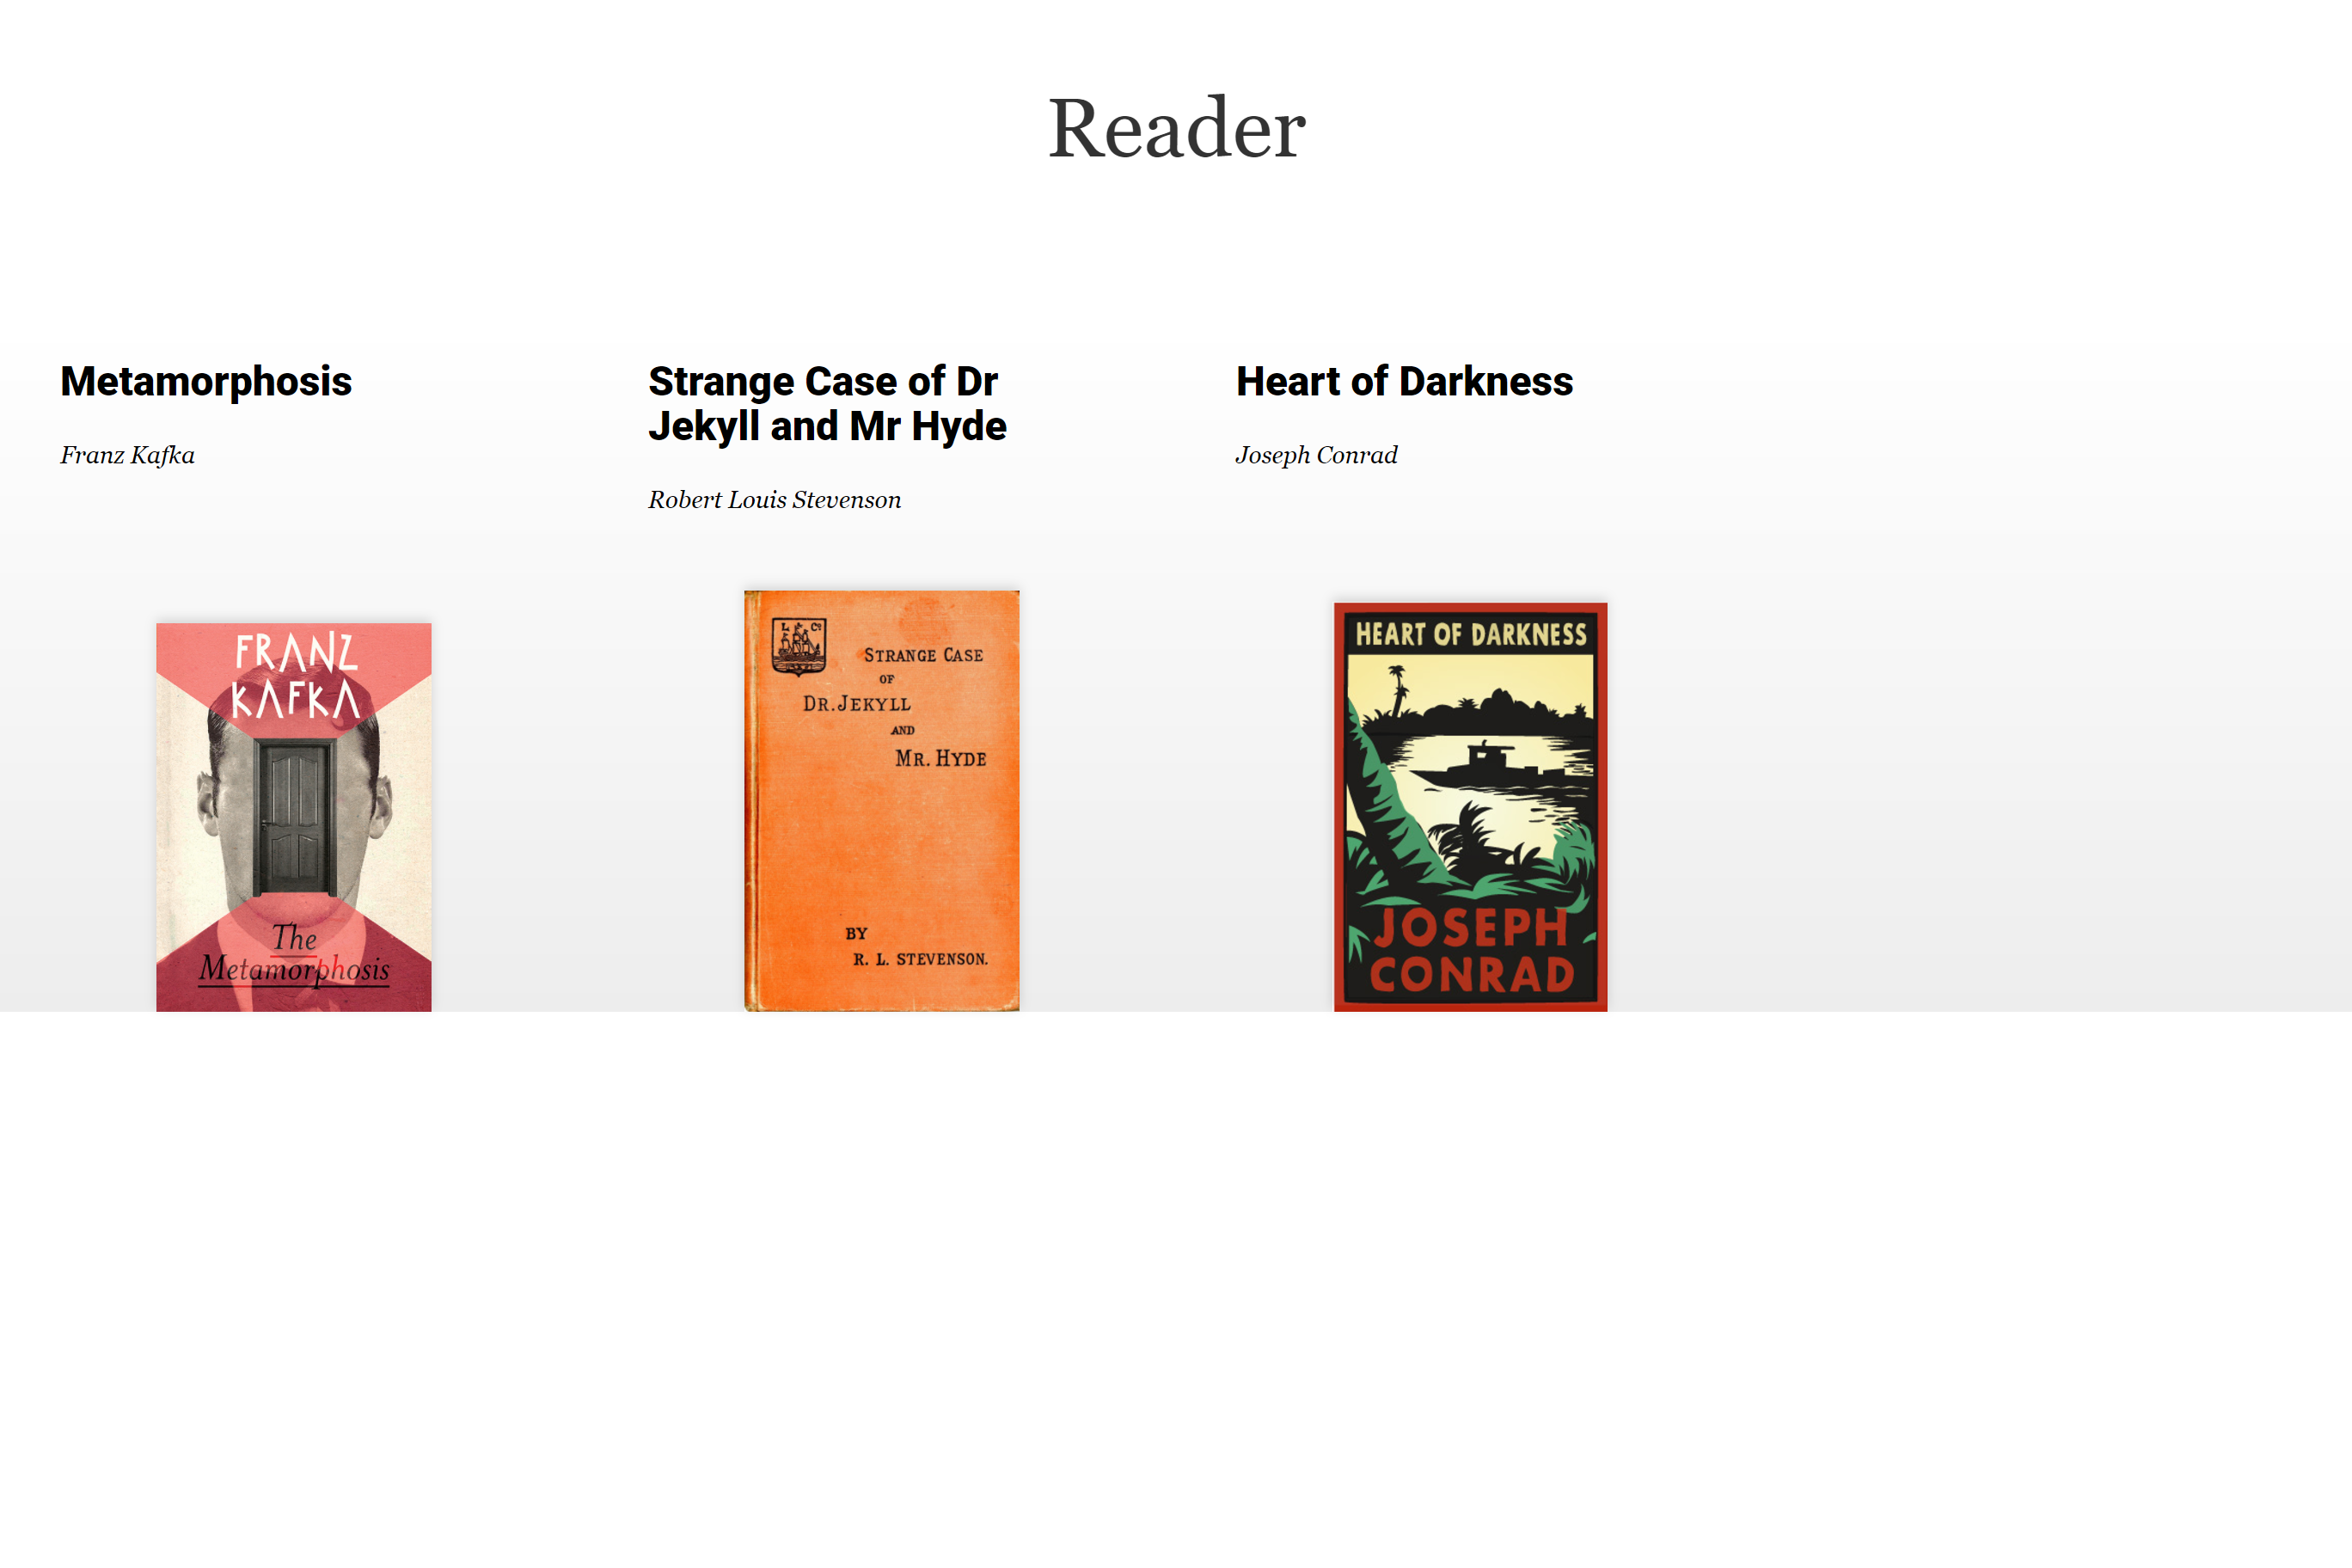 Reader
Metamorphosis
Franz Kafka
Strange Case of Dr
Jekyll and Mr Hyde
Robert Louis Stevenson
Heart of Darkness
Joseph Conrad
FRANZ
KAFKA
The
Metamorphosis
L Co
STRANGE CASE
OF
DR. JEKYLL
AND
MR. HYDE
BY
R. L. STEVENSON.
HEART OF DARKNESS
JOSEPH
CONRAD